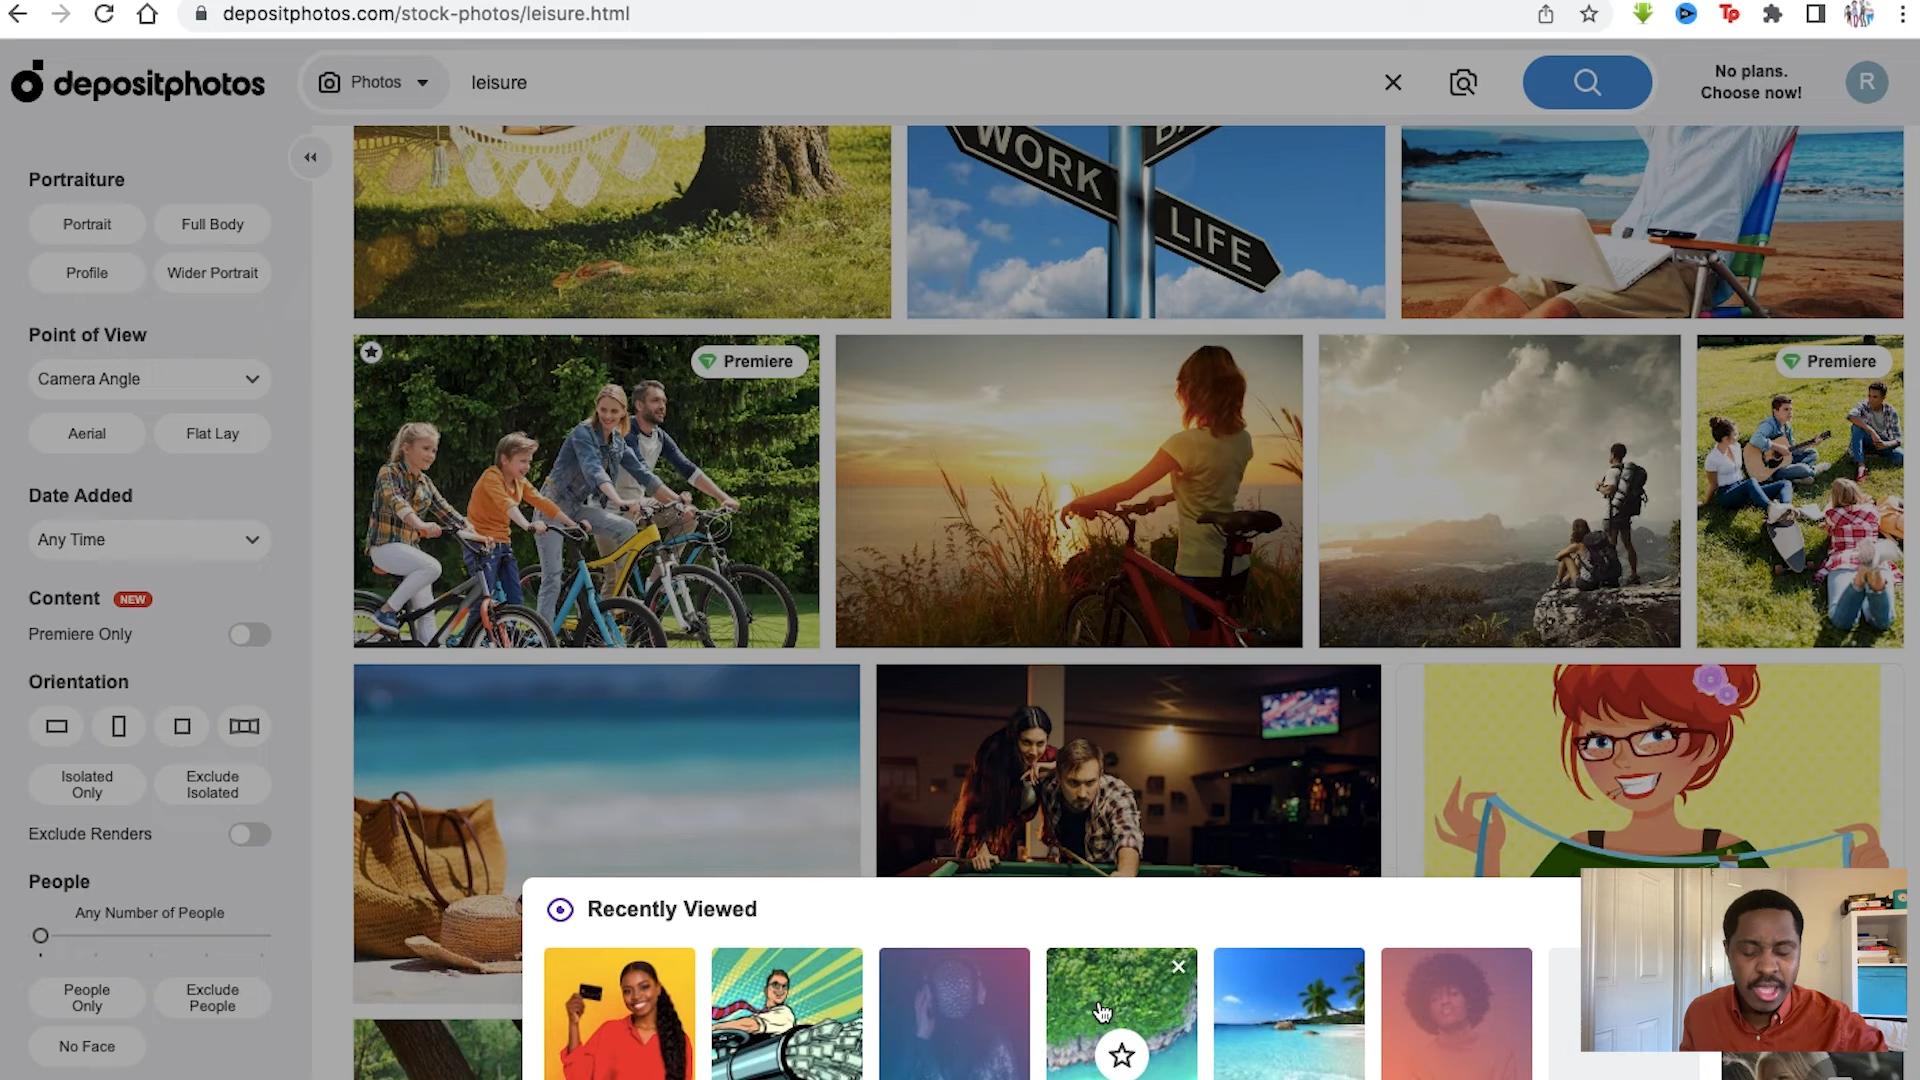 depositphotos.com/stock-photos/leisure.html
Tp
depositphotos
Photos
leisure
No plans.
Choose now!
R
Portraiture
Portrait
Full Body
Profile
Wider Portrait
Point of View
Camera Angle
Aerial
Flat Lay
Date Added
Any Time
Content NEW
Premiere Only
Orientation
Isolated Only
Exclude Isolated
Exclude Renders
People
Any Number of People
People Only
Exclude People
No Face
WORK
LIFE
Premiere
Premiere
Recently Viewed